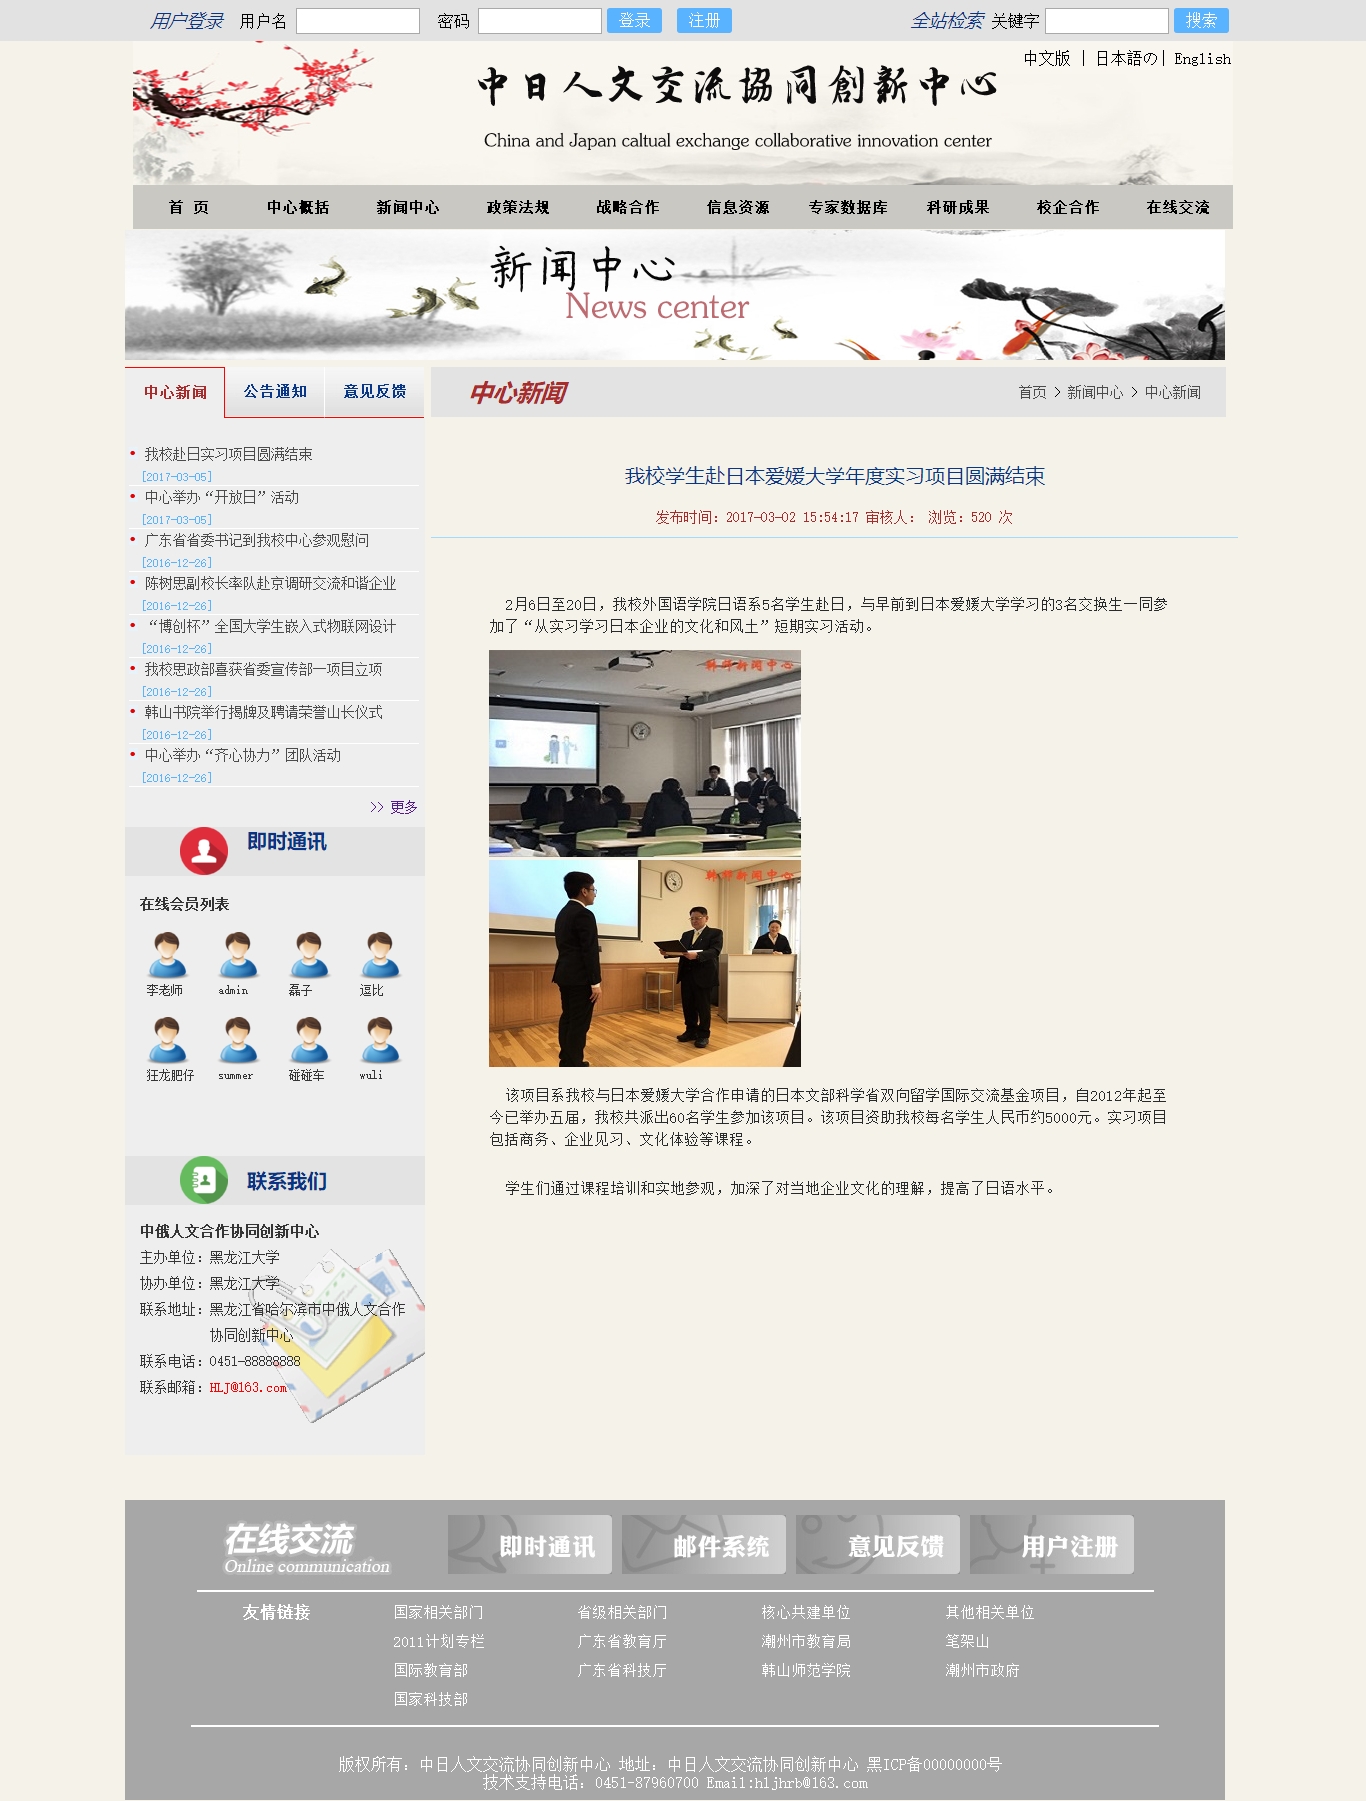 用户登录 用户名 密码 登录 注册 全站检索 关键字 搜索
中文版 | 日本語の| English
中日人文交流協同創新中心
China and Japan caltual exchange collaborative innovation center
首 页 中心概括 新闻中心 政策法规 战略合作 信息资源 专家数据库 科研成果 校企合作 在线交流
新闻中心
News center
中心新闻 公告通知 意见反馈
• 我校赴日实习项目圆满结束
[2017-03-05]
• 中心举办“开放日”活动
[2017-03-05]
• 广东省省委书记到我校中心参观慰问
[2016-12-26]
• 陈树思副校长率队赴京调研交流和谐企业
[2016-12-26]
• “博创杯”全国大学生嵌入式物联网设计
[2016-12-26]
• 我校思政部喜获省委宣传部一项目立项
[2016-12-26]
• 韩山书院举行揭牌及聘请荣誉山长仪式
[2016-12-26]
• 中心举办“齐心协力”团队活动
[2016-12-26]
>> 更多
即时通讯
在线会员列表
李老师 admin 磊子 逗比
狂龙肥仔 summer 碰碰车 wuli
联系我们
中俄人文合作协同创新中心
主办单位：黑龙江大学
协办单位：黑龙江大学
联系地址：黑龙江省哈尔滨市中俄人文合作
协同创新中心
联系电话：0451-88888888
联系邮箱：HLJ@163.com
中心新闻 首页 > 新闻中心 > 中心新闻
我校学生赴日本爱媛大学年度实习项目圆满结束
发布时间：2017-03-02 15:54:17 审核人： 浏览：520 次
2月6日至20日，我校外国语学院日语系5名学生赴日，与早前到日本爱媛大学学习的3名交换生一同参
加了“从实习学习日本企业的文化和风土”短期实习活动。
韩师新闻中心
韩师新闻中心
该项目系我校与日本爱媛大学合作申请的日本文部科学省双向留学国际交流基金项目，自2012年起至
今已举办五届，我校共派出60名学生参加该项目。该项目资助我校每名学生人民币约5000元。实习项目
包括商务、企业见习、文化体验等课程。
学生们通过课程培训和实地参观，加深了对当地企业文化的理解，提高了日语水平。
在线交流
Online communication
即时通讯 邮件系统 意见反馈 用户注册
友情链接 国家相关部门 省级相关部门 核心共建单位 其他相关单位
2011计划专栏 广东省教育厅 潮州市教育局 笔架山
国际教育部 广东省科技厅 韩山师范学院 潮州市政府
国家科技部
版权所有：中日人文交流协同创新中心 地址：中日人文交流协同创新中心 黑ICP备00000000号
技术支持电话：0451-87960700 Email:hljhrb@163.com